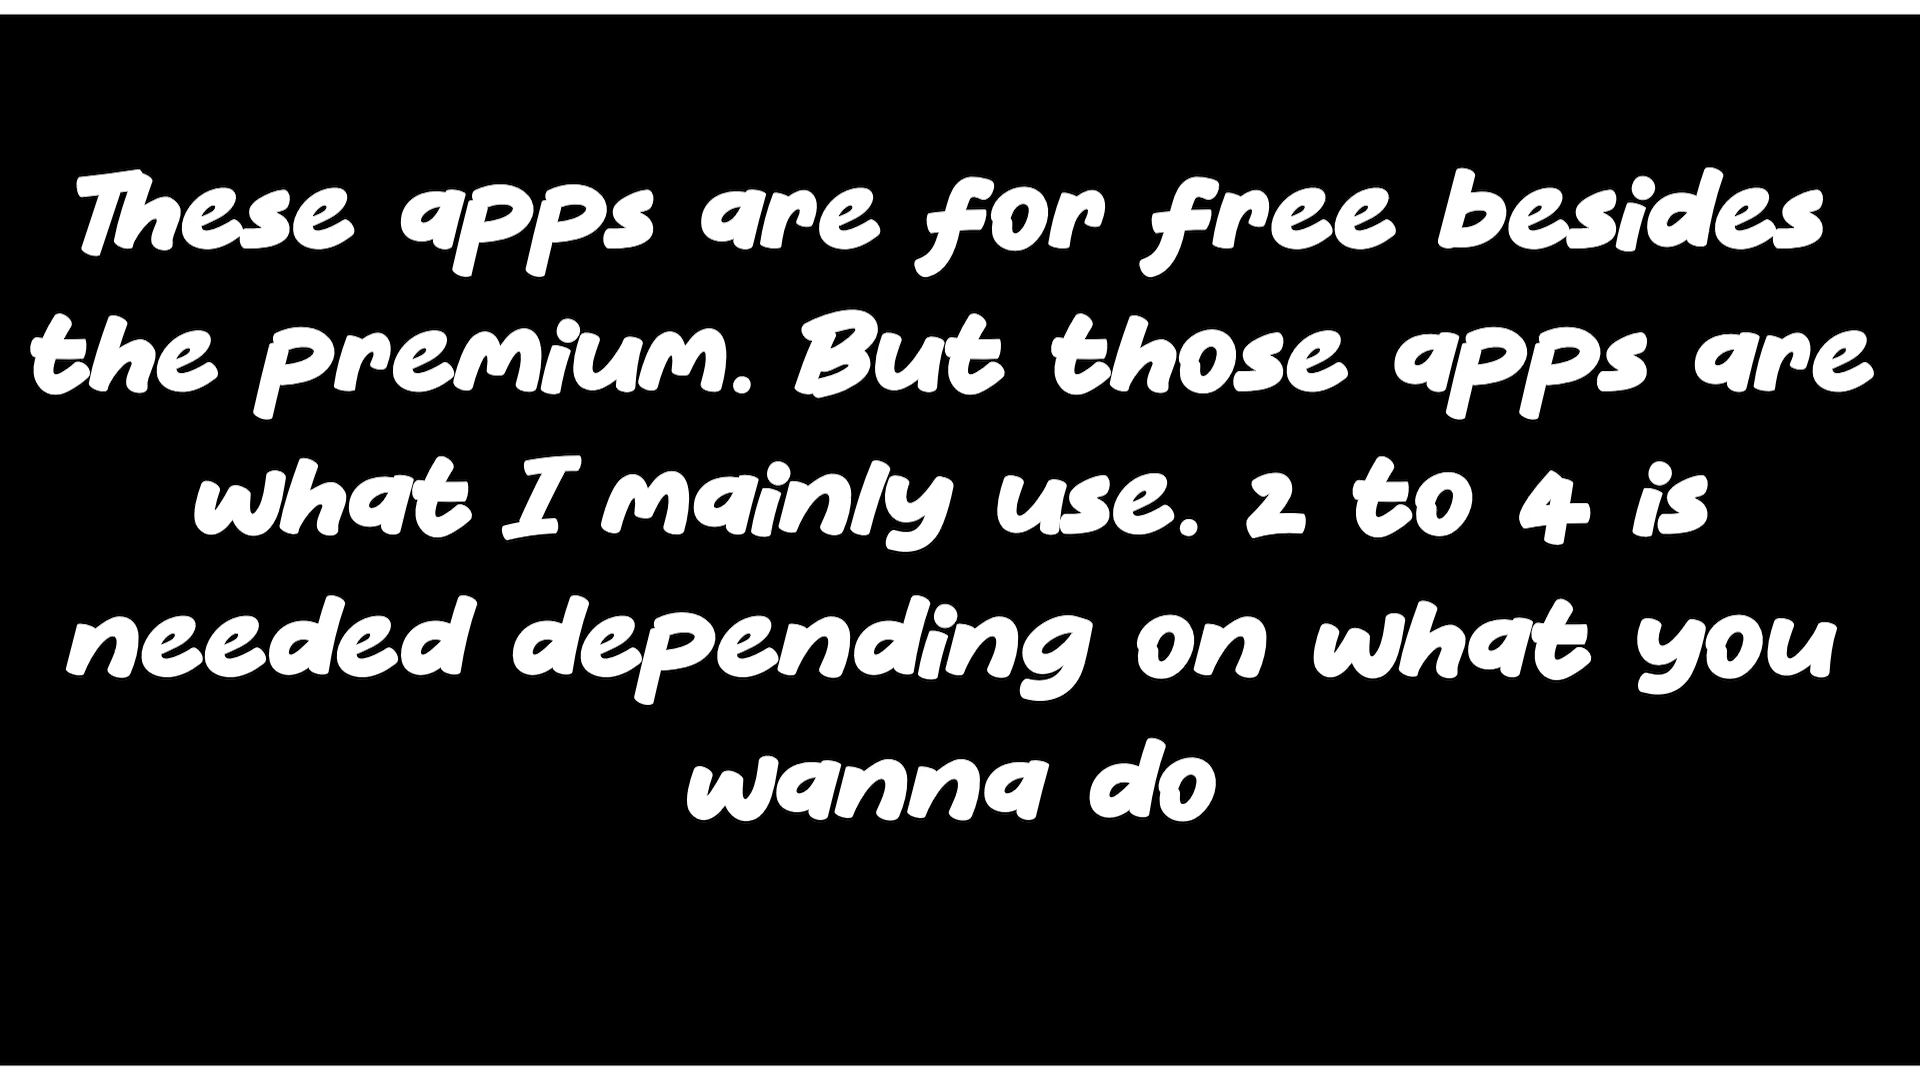 These apps are for free besides
the premium. But those apps are
what I mainly use. 2 to 4 is
needed depending on what you
wanna do